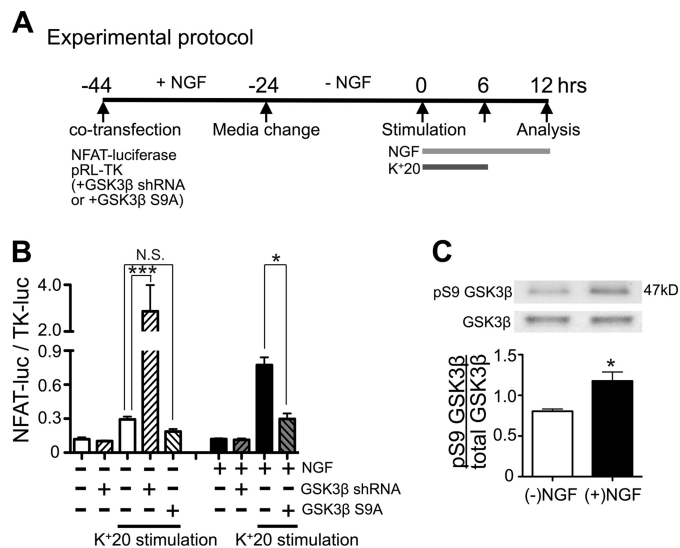 A
Experimental protocol
-44 + NGF -24 - NGF 0 6 12 hrs
co-transfection Media change Stimulation Analysis
NFAT-luciferase
pRL-TK
(+GSK3β shRNA
or +GSK3β S9A)
NGF
K⁺20
B
N.S.
***
*
NFAT-luc / TK-luc
4.0
2.0
0.9
0.6
0.3
0
- - - - - + + + + NGF
- + - + - - + - - GSK3β shRNA
- - - - + - - - + GSK3β S9A
K⁺20 stimulation K⁺20 stimulation
C
pS9 GSK3β 47kD
GSK3β
pS9 GSK3β
total GSK3β
1.5
1.0
0.5
0
*
(-)NGF (+)NGF